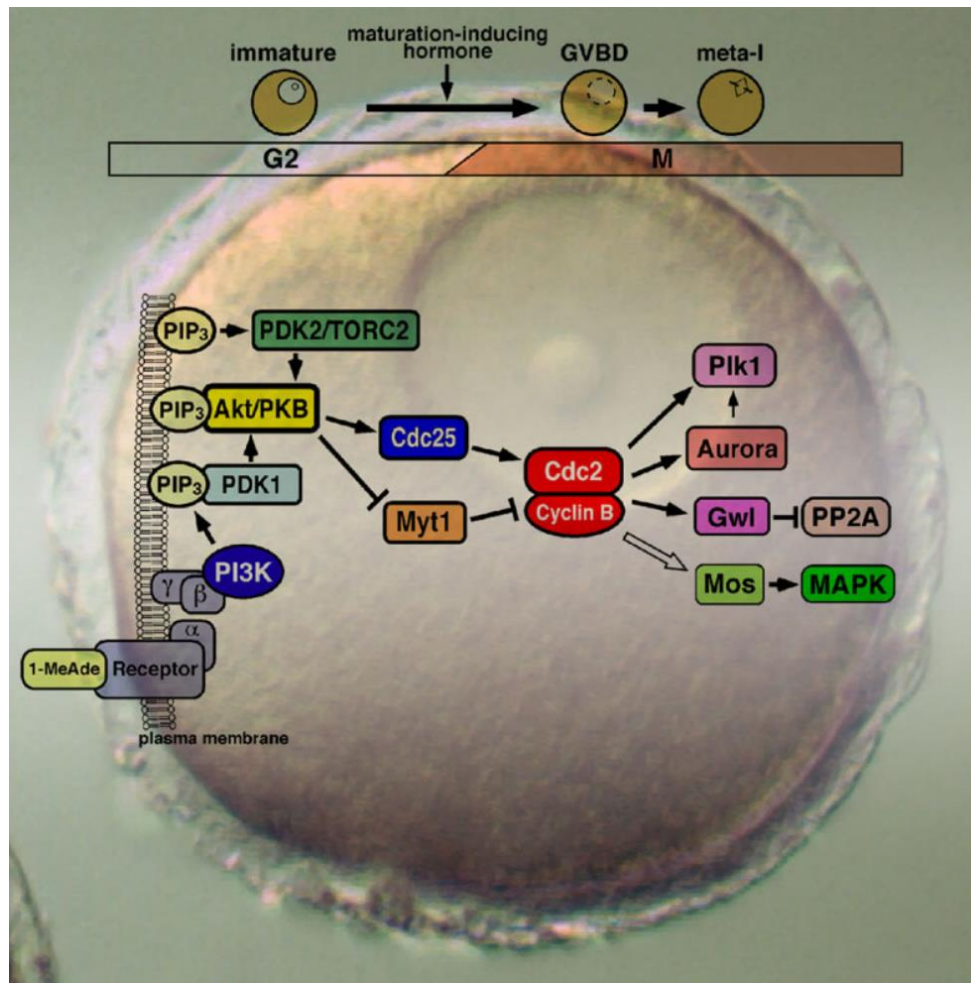 maturation-inducing
hormone
immature
GVBD
meta-I
G2
M
PIP3
PDK2/TORC2
PIP3
Akt/PKB
PIP3
PDK1
Cdc25
Myt1
Cdc2
Cyclin B
Plk1
Aurora
Gwl
PP2A
Mos
MAPK
PI3K
γ
β
α
1-MeAde
Receptor
plasma membrane